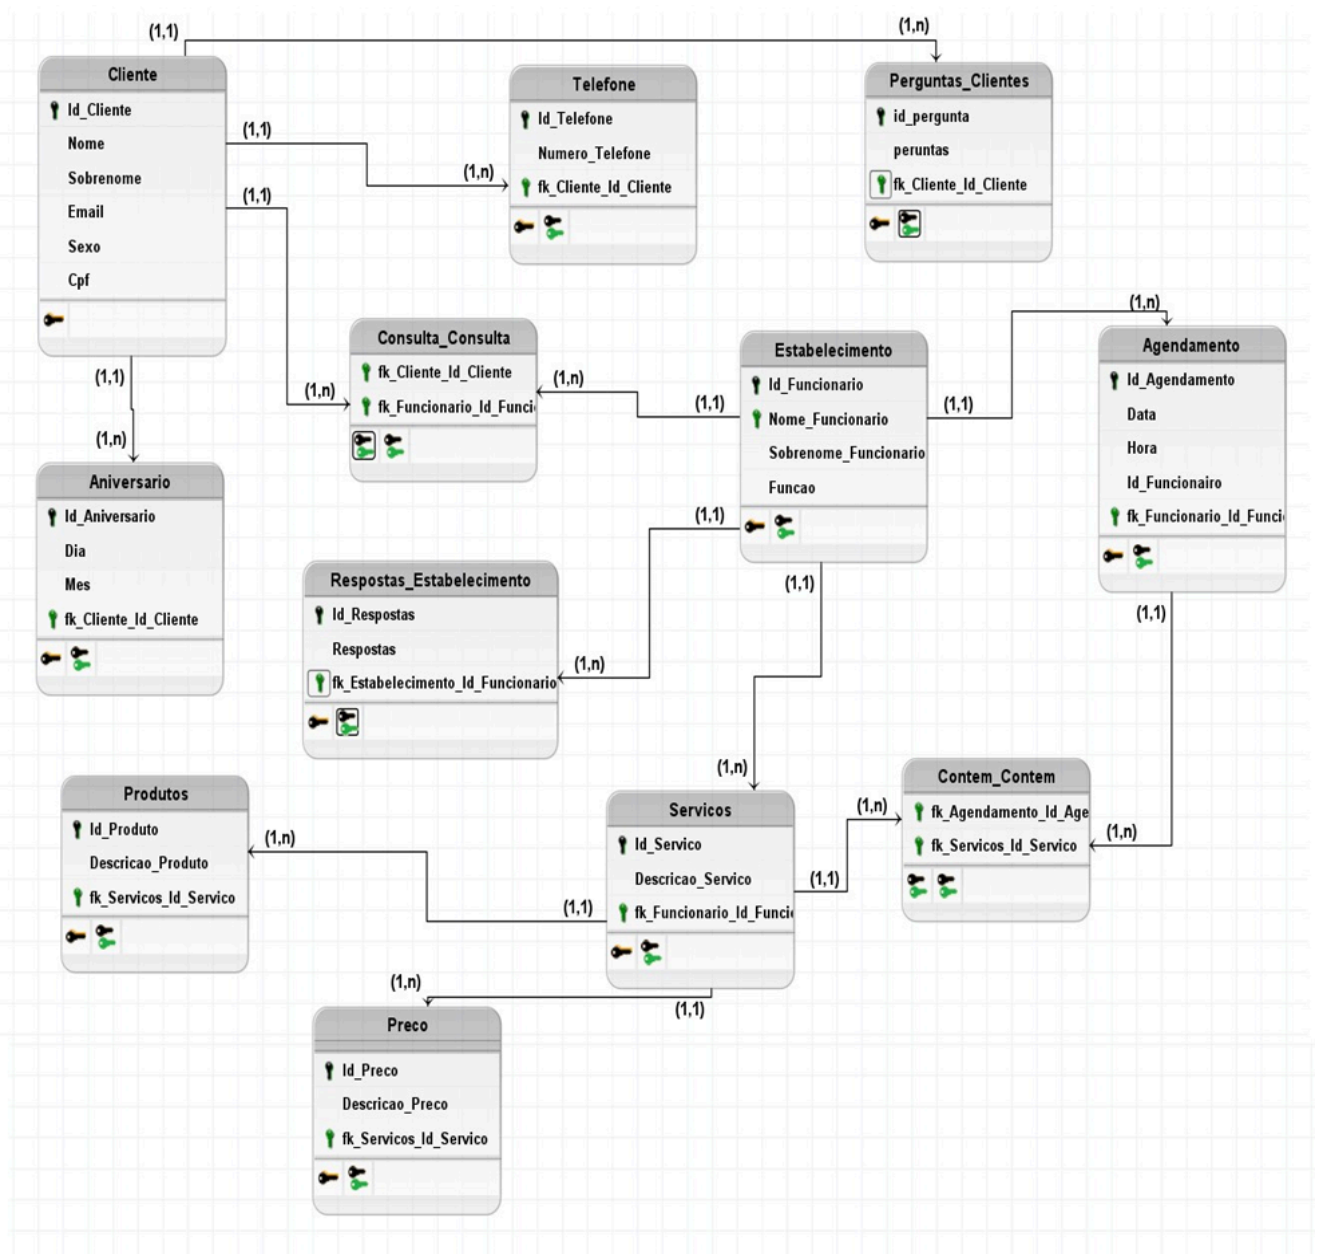 (1,1)
(1,n)
Cliente
Id_Cliente
Nome
Sobrenome
Email
Sexo
Cpf
(1,1)
(1,n)
(1,1)
(1,n)
(1,1)
(1,n)
Telefone
Id_Telefone
Numero_Telefone
fk_Cliente_Id_Cliente
Perguntas_Clientes
id_pergunta
peruntas
fk_Cliente_Id_Cliente
Consulta_Consulta
fk_Cliente_Id_Cliente
fk_Funcionario_Id_Funci
(1,n)
(1,1)
Estabelecimento
Id_Funcionario
Nome_Funcionario
Sobrenome_Funcionario
Funcao
(1,1)
(1,n)
Agendamento
Id_Agendamento
Data
Hora
Id_Funcionairo
fk_Funcionario_Id_Funci
Aniversario
Id_Aniversario
Dia
Mes
fk_Cliente_Id_Cliente
(1,1)
(1,n)
Respostas_Estabelecimento
Id_Respostas
Respostas
fk_Estabelecimento_Id_Funcionario
(1,1)
(1,n)
(1,1)
(1,n)
Produtos
Id_Produto
Descricao_Produto
fk_Servicos_Id_Servico
(1,n)
(1,1)
Servicos
Id_Servico
Descricao_Servico
fk_Funcionario_Id_Funci
(1,n)
(1,1)
Contem_Contem
fk_Agendamento_Id_Age
fk_Servicos_Id_Servico
(1,n)
(1,1)
Preco
Id_Preco
Descricao_Preco
fk_Servicos_Id_Servico